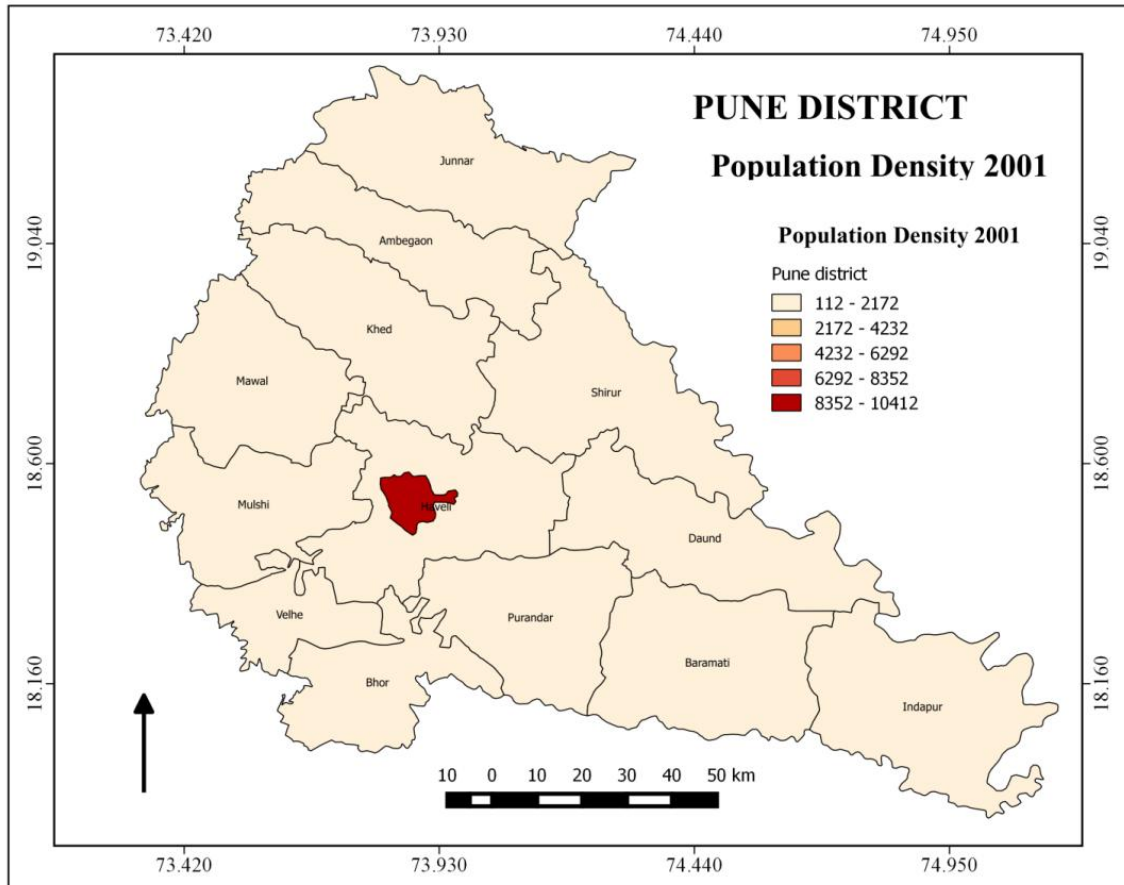 73.420 73.930 74.440 74.950
PUNE DISTRICT
Population Density 2001
Junnar
19.040
Ambegaon
19.040
Population Density 2001
Pune district
112 - 2172
2172 - 4232
4232 - 6292
6292 - 8352
8352 - 10412
Khed
Mawal
Shirur
18.600
18.600
Mulshi
Haveli
Daund
Velhe
Purandar
Baramati
Bhor
18.160
18.160
Indapur
10 0 10 20 30 40 50 km
73.420 73.930 74.440 74.950